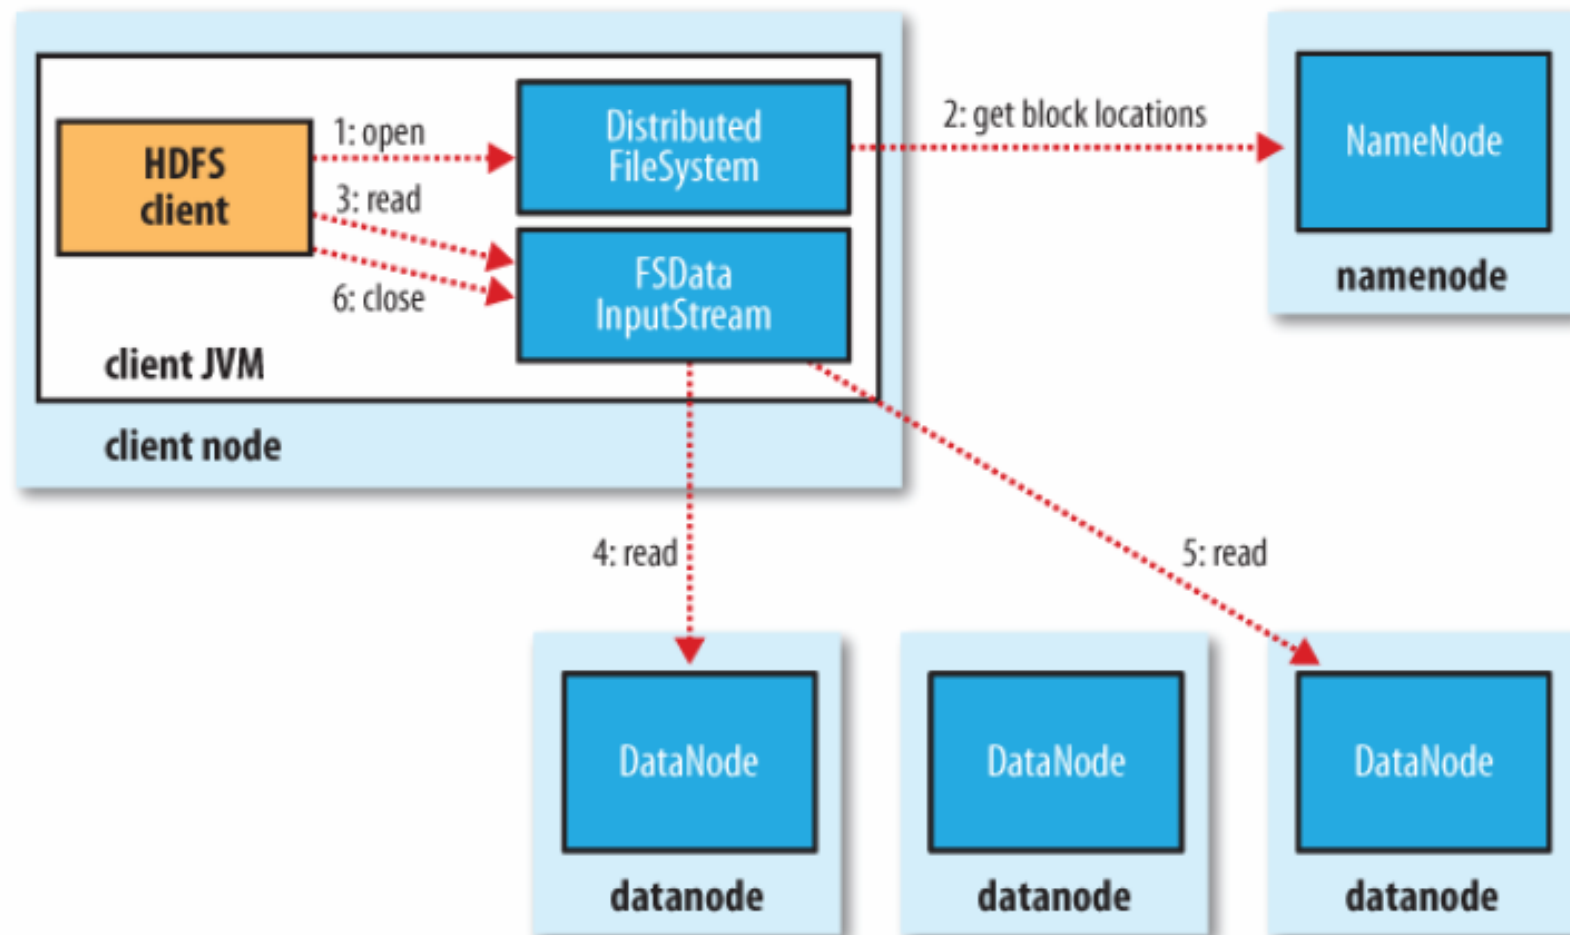 HDFS
client
1: open
3: read
6: close
Distributed
FileSystem
FSData
InputStream
client JVM
client node
2: get block locations
NameNode
namenode
4: read
5: read
DataNode
datanode
DataNode
datanode
DataNode
datanode